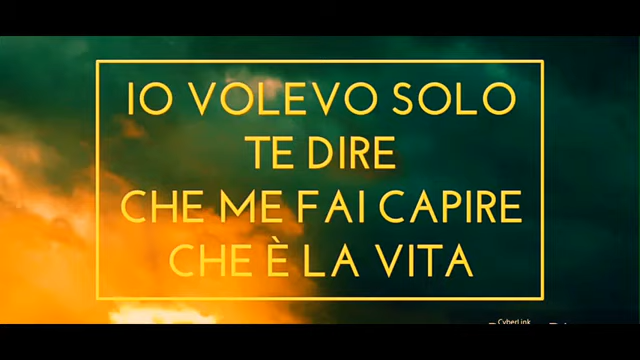 IO VOLEVO SOLO
TE DIRE
CHE ME FAI CAPIRE
CHE È LA VITA
CyberLink